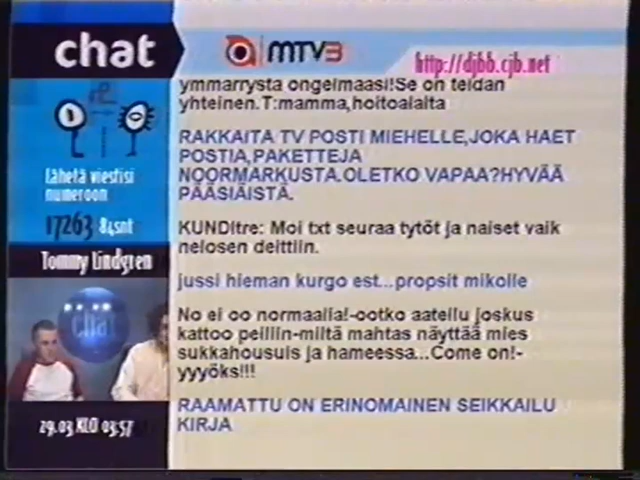 chat
MTV3
http://djbb.cjb.net
Lähetä viestisi
numeroon
17263 84snt
Tommy Lindgren
chat
29.03 KLO 03:57
ymmärrystä ongelmaasi!Se on teidän
yhteinen.T:mamma,hoitoalalta
RAKKAITA TV POSTI MIEHELLE,JOKA HAET
POSTIA,PAKETTEJA
NOORMARKUSTA.OLETKO VAPAA?HYVÄÄ
PÄÄSIÄISTÄ.
KUNDItre: Moi txt seuraa tytöt ja naiset vaik
nelosen deittiin.
jussi hieman kurgo est...propsit mikolle
No ei oo normaalia!-ootko aatellu joskus
kattoo peiliin-miltä mahtas näyttää mies
sukkahousuis ja hameessa...Come on!-
yyyöks!!!
RAAMATTU ON ERINOMAINEN SEIKKAILU
KIRJA